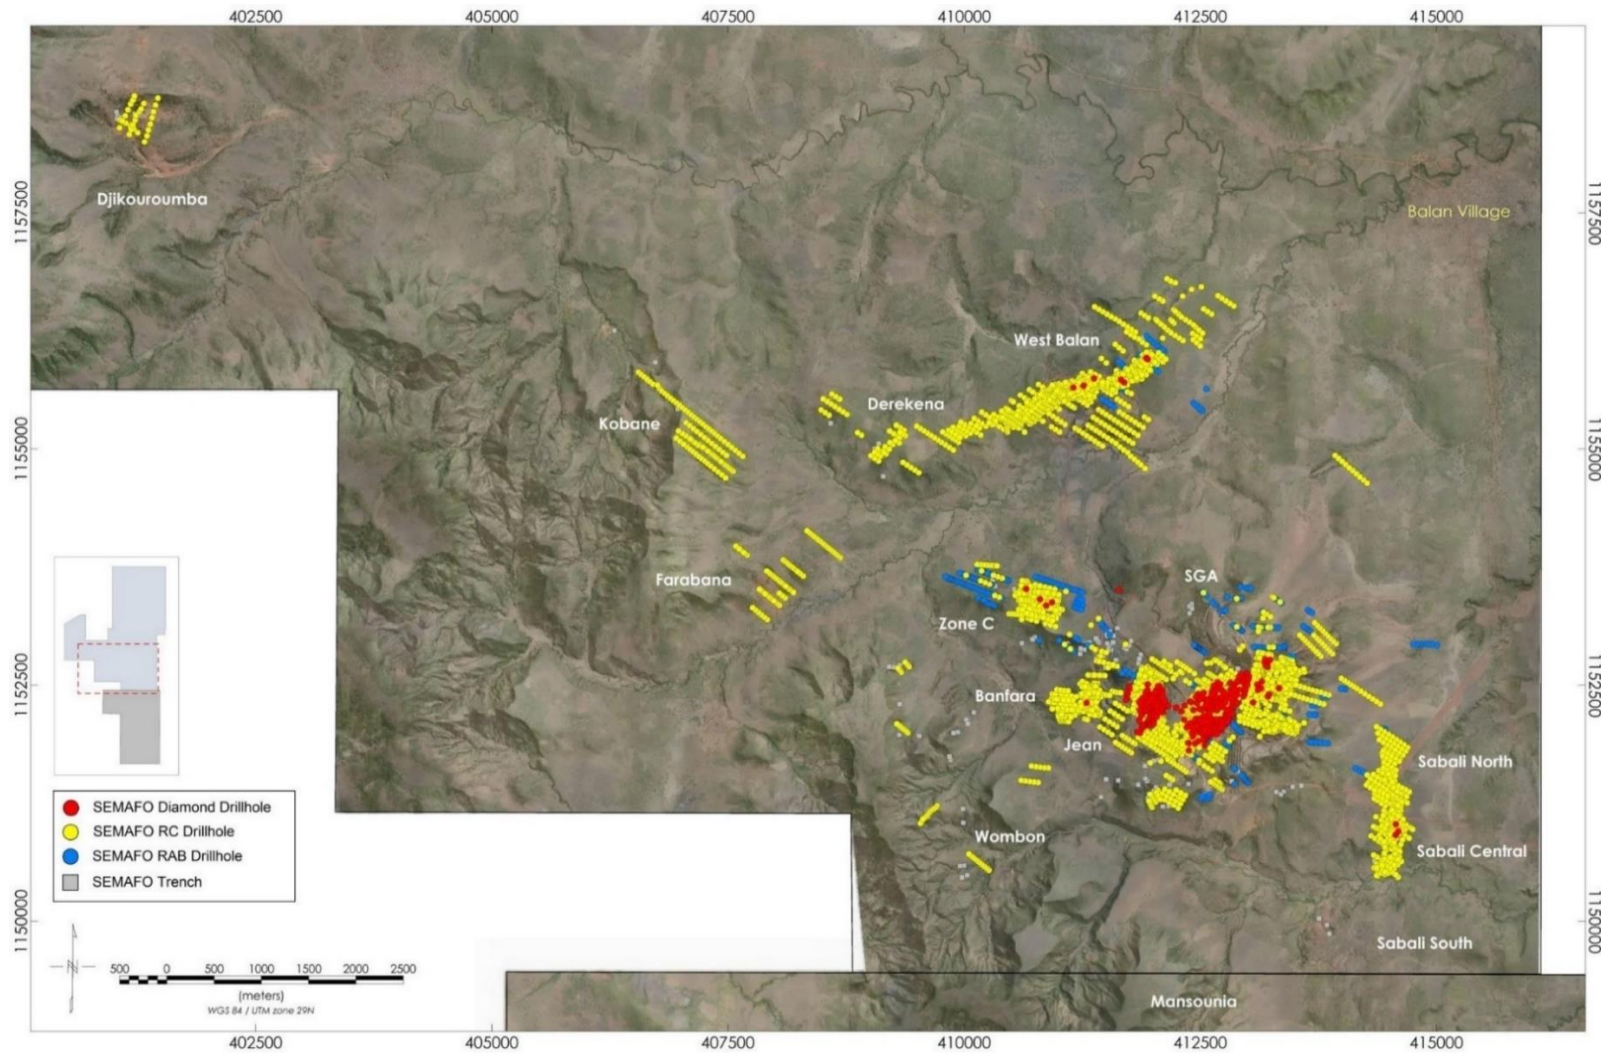 402500 405000 407500 410000 412500 415000
Djikouroumba
1157500
1157500
Balan Village
West Balan
Derekena
Kobane
1155000
1155000
SGA
Farabana
Zone C
1152500
1152500
Banfara
Jean
Sabali North
SEMAFO Diamond Drillhole
SEMAFO RC Drillhole
Wombon
SEMAFO RAB Drillhole
Sabali Central
SEMAFO Trench
1150000
1150000
Sabali South
N
500 0 500 1000 1500 2000 2500
(meters)
WGS 84 / UTM zone 29N
Mansounia
402500 405000 407500 410000 412500 415000